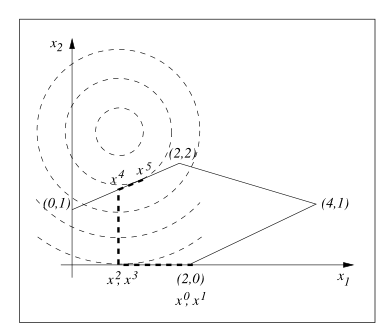 x₂
x⁴ x⁵ (2,2)
(0,1) (4,1)
x², x³ (2,0) x₁
x⁰, x¹